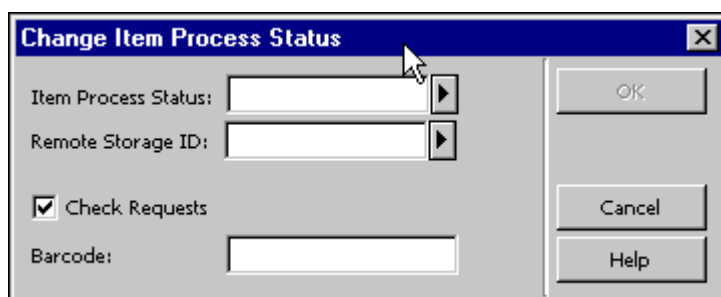 Change Item Process Status
Item Process Status:
OK
Remote Storage ID:
Check Requests
Cancel
Barcode:
Help